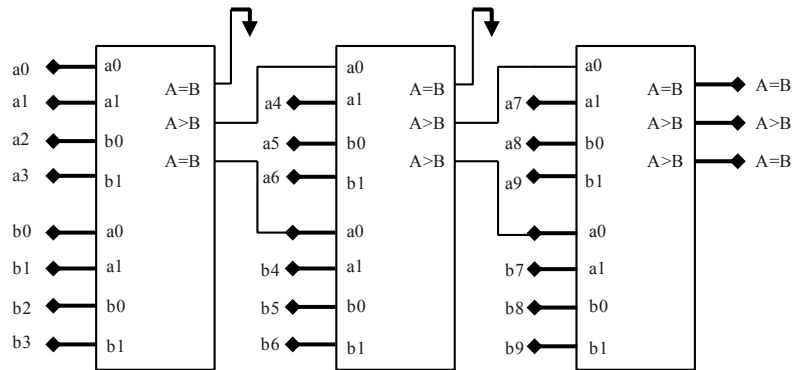 a0 a0
a1 a1
a2 b0
a3 b1
b0 a0
b1 a1
b2 b0
b3 b1
A=B
A>B
A=B
a0
a4 a1
a5 b0
a6 b1
a0
b4 a1
b5 b0
b6 b1
A=B
A>B
A>B
a0
a7 a1
a8 b0
a9 b1
a0
b7 a1
b8 b0
b9 b1
A=B A=B
A>B A>B
A>B A=B